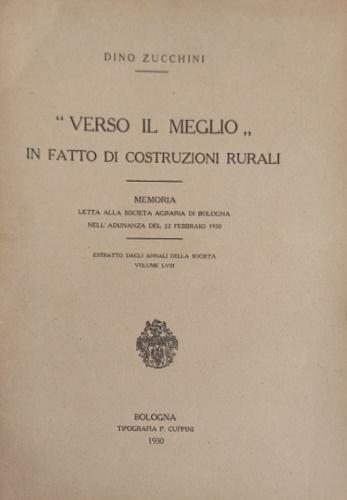 DINO ZUCCHINI
“ VERSO IL MEGLIO „
IN FATTO DI COSTRUZIONI RURALI
MEMORIA
LETTA ALLA SOCIETA AGRARIA DI BOLOGNA
NELL'ADUNANZA DEL 22 FEBBRAIO 1930
ESTRATTO DAGLI ANNALI DELLA SOCIETÀ
VOLUME LVIII
BOLOGNA
TIPOGRAFIA P. CUPPINI
1930